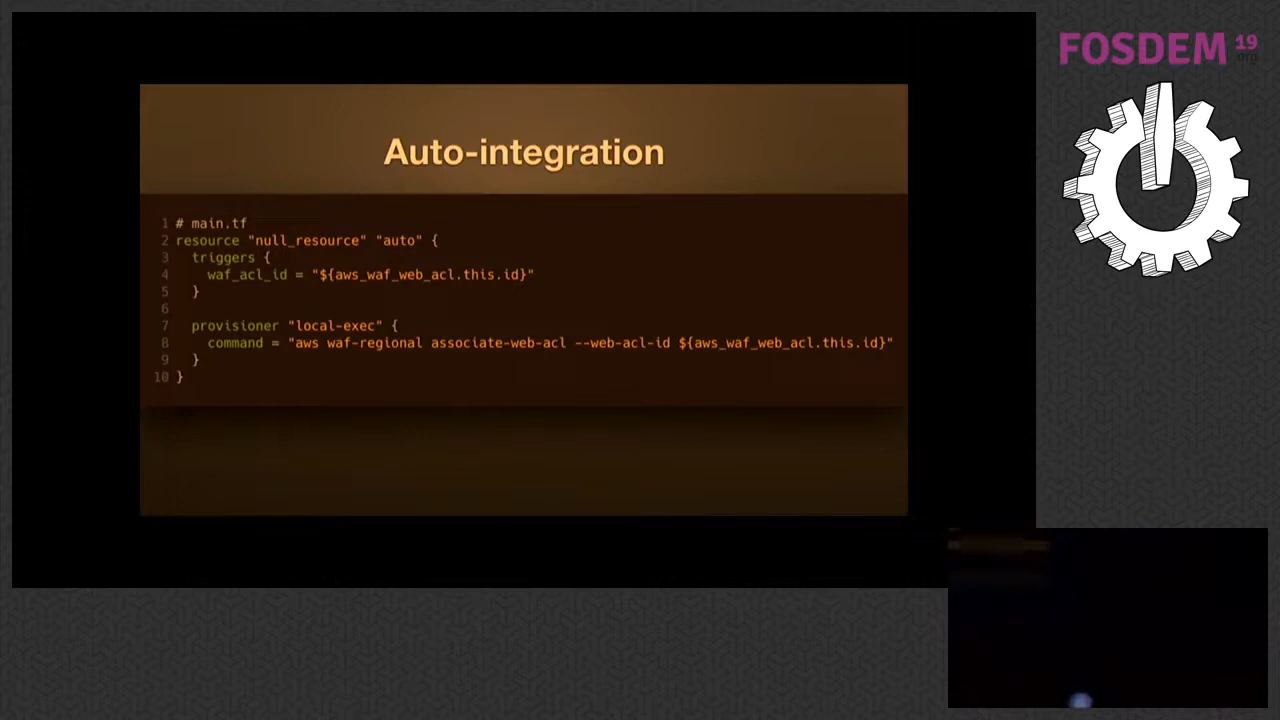 FOSDEM 19
.org
Auto-integration
1 # main.tf
2 resource "null_resource" "auto" {
3   triggers {
4     waf_acl_id = "${aws_waf_web_acl.this.id}"
5   }
6
7   provisioner "local-exec" {
8     command = "aws waf-regional associate-web-acl --web-acl-id ${aws_waf_web_acl.this.id}"
9   }
10 }